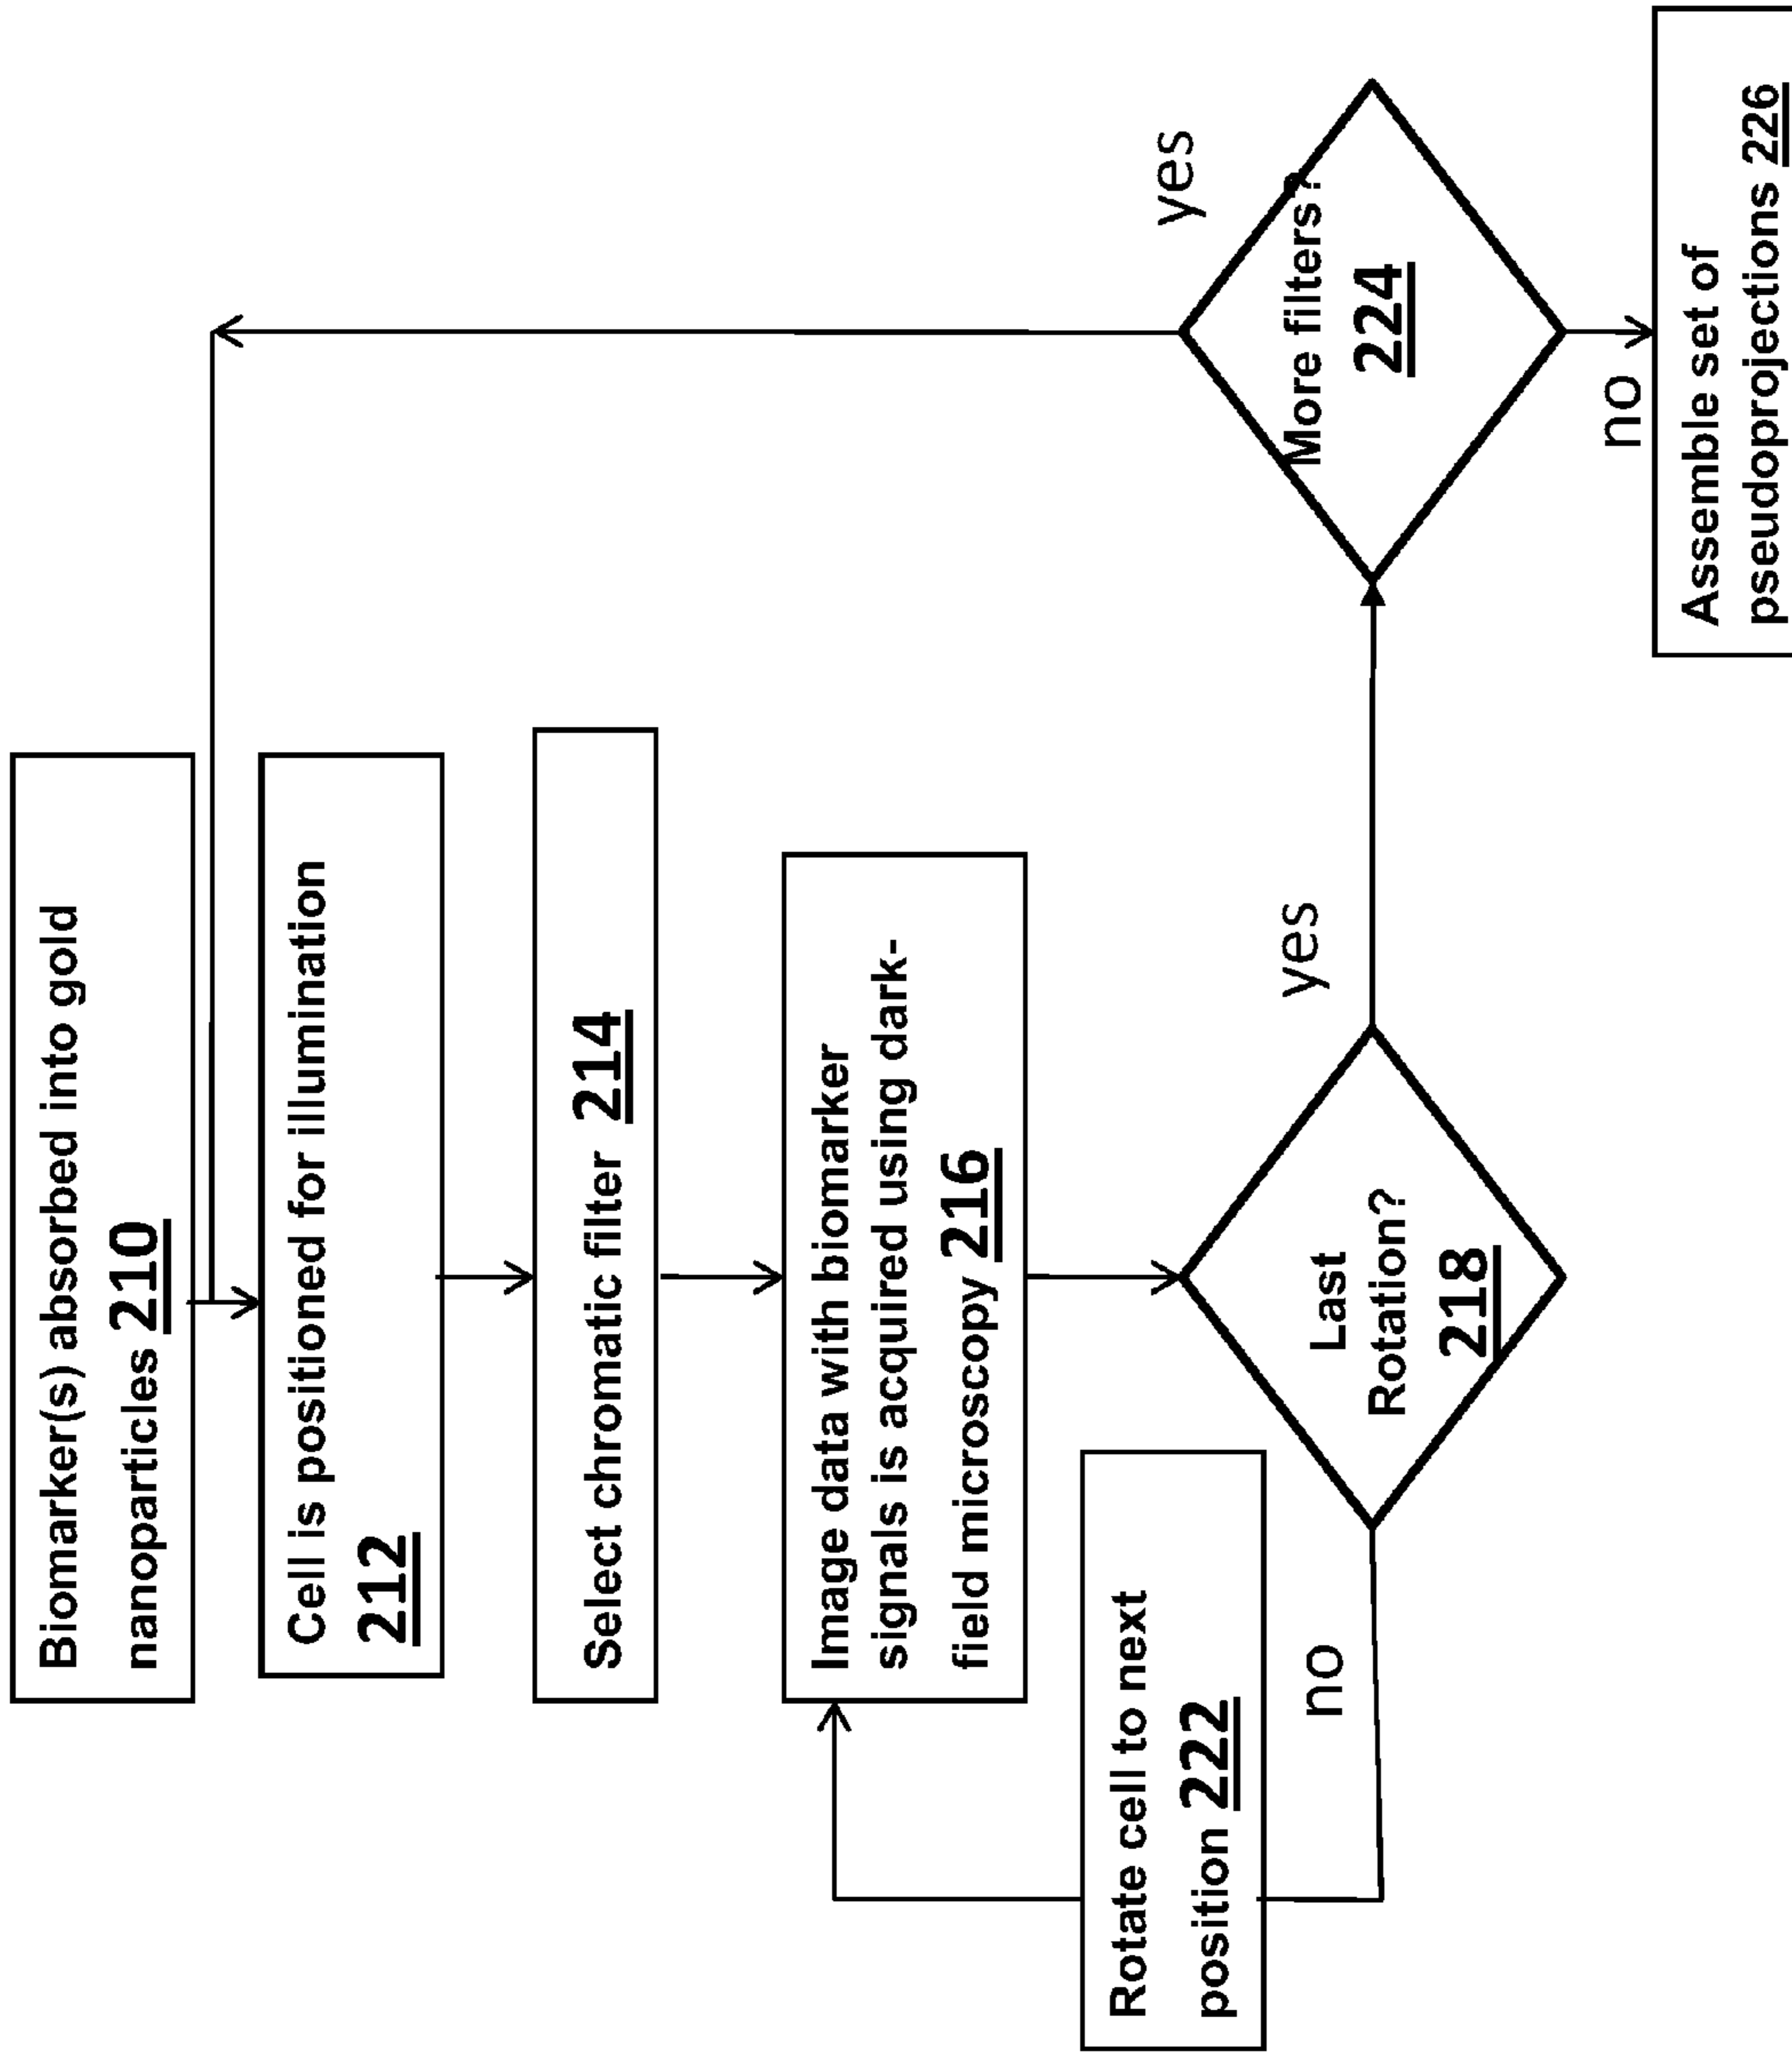 Biomarker(s) absorbed into gold
nanoparticles 210
Cell is positioned for illumination
212
Select chromatic filter 214
Image data with biomarker
signals is acquired using dark-
field microscopy 216
Rotate cell to next
position 222
no
Last
Rotation?
218
yes
More filters?
224
yes
no
Assemble set of
pseudoprojections 226